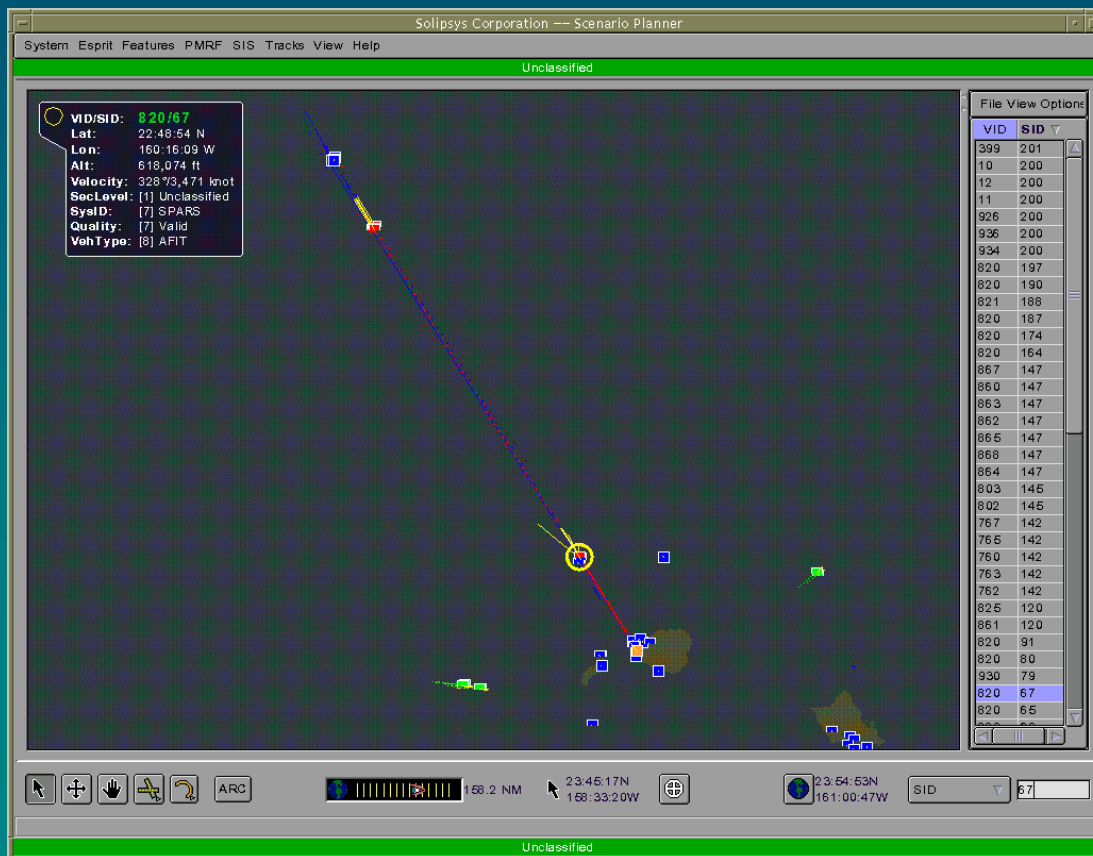 Solipsys Corporation —— Scenario Planner
System Esprit Features PMRF SIS Tracks View Help
Unclassified
VID/SID: 820/67
Lat: 22:48:54 N
Lon: 160:16:09 W
Alt: 618,074 ft
Velocity: 328°/3,471 knot
SecLevel: [1] Unclassified
SysID: [7] SPARS
Quality: [7] Valid
VehType: [8] AFIT
File View Options
VID SID
399 201
10 200
12 200
11 200
926 200
936 200
934 200
820 197
820 190
821 188
820 187
820 174
820 164
867 147
860 147
863 147
862 147
865 147
868 147
864 147
803 145
802 145
767 142
765 142
760 142
763 142
762 142
825 120
861 120
820 91
820 80
930 79
820 67
820 65
ARC
158.2 NM
23:45:17N
158:33:20W
23:54:53N
161:00:47W
SID
67
Unclassified